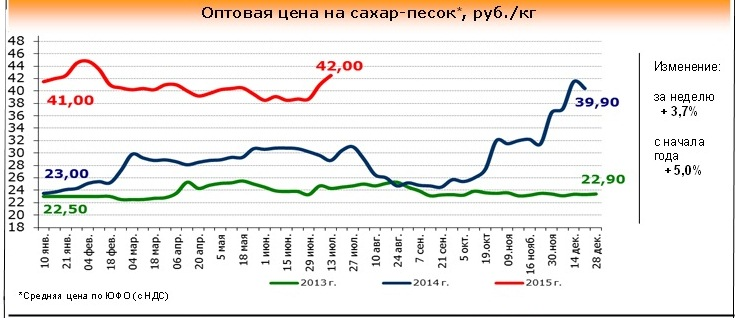 Оптовая цена на сахар-песок*, руб./кг
48
46
44
42
40
38
36
34
32
30
28
26
24
22
20
18
41,00
42,00
39,90
23,00
22,50
22,90
Изменение:
за неделю
+ 3,7%
с начала
года
+ 5,0%
10 янв.
21 янв.
04 фев.
18 фев.
04 мар.
18 мар.
06 апр.
20 апр.
5 мая
18 мая
1 июн.
15 июн.
29 июн.
13 июл.
27 июл.
10 авг
24 авг.
7 сен.
21 сен.
5 окт
19.окт
09.ноя
16 нояб.
30.ноя
14 дек.
28 дек.
2013 г.
2014 г.
2015 г.
*Средняя цена по ЮФО (с НДС)